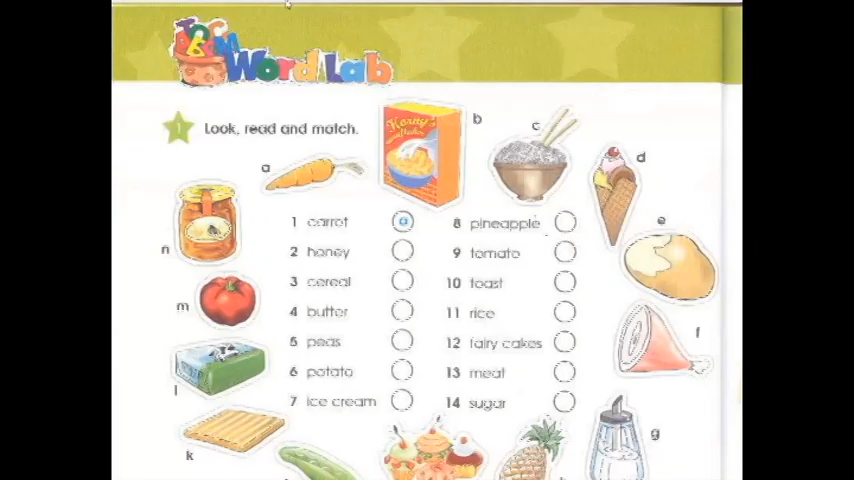 Word Lab
1 Look, read and match.
a
b
c
d
e
f
g
k
l
m
n
1 carrot a
2 honey
3 cereal
4 butter
5 peas
6 potato
7 ice cream
8 pineapple
9 tomato
10 toast
11 rice
12 fairy cakes
13 meat
14 sugar